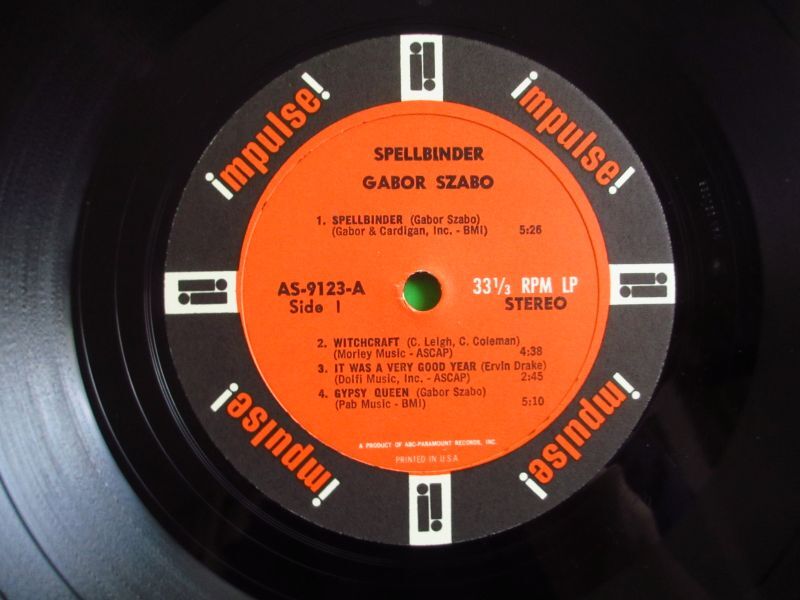 impulse!
impulse!
SPELLBINDER
GABOR SZABO
1. SPELLBINDER (Gabor Szabo)
(Gabor & Cardigan, Inc. - BMI) 5:26
AS-9123-A 33 1/3 RPM LP
Side 1 STEREO
2. WITCHCRAFT (C. Leigh, C. Coleman)
(Morley Music - ASCAP) 4:38
3. IT WAS A VERY GOOD YEAR (Ervin Drake)
(Dolfi Music, Inc. - ASCAP) 2:45
4. GYPSY QUEEN (Gabor Szabo)
(Pab Music - BMI) 5:10
A PRODUCT OF ABC-PARAMOUNT RECORDS, INC.
PRINTED IN U.S.A.
impulse!
impulse!